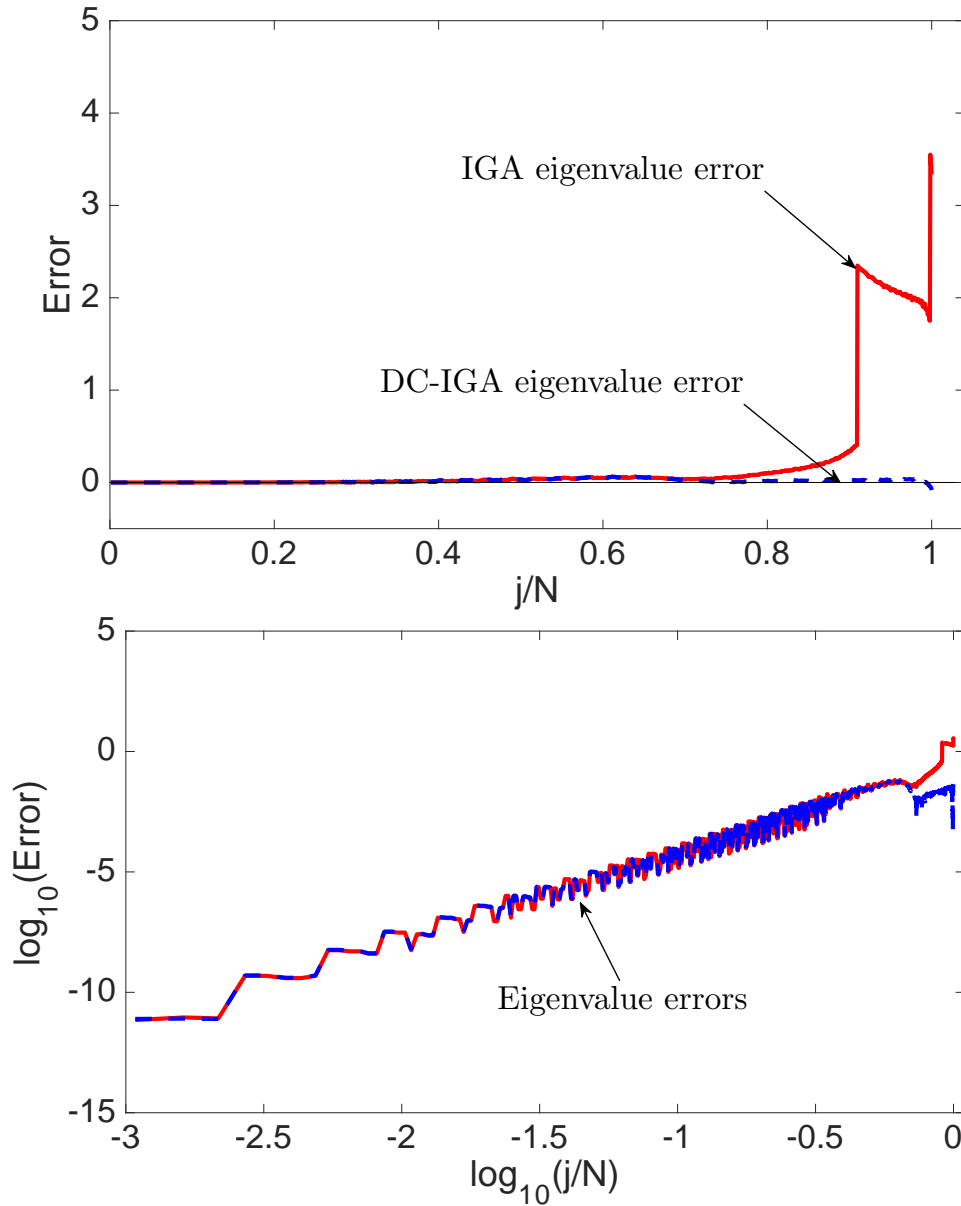 5
4
3
2
1
0
Error
IGA eigenvalue error
DC-IGA eigenvalue error
0 0.2 0.4 0.6 0.8 1
j/N
5
0
-5
-10
-15
log10(Error)
Eigenvalue errors
-3 -2.5 -2 -1.5 -1 -0.5 0
log10(j/N)